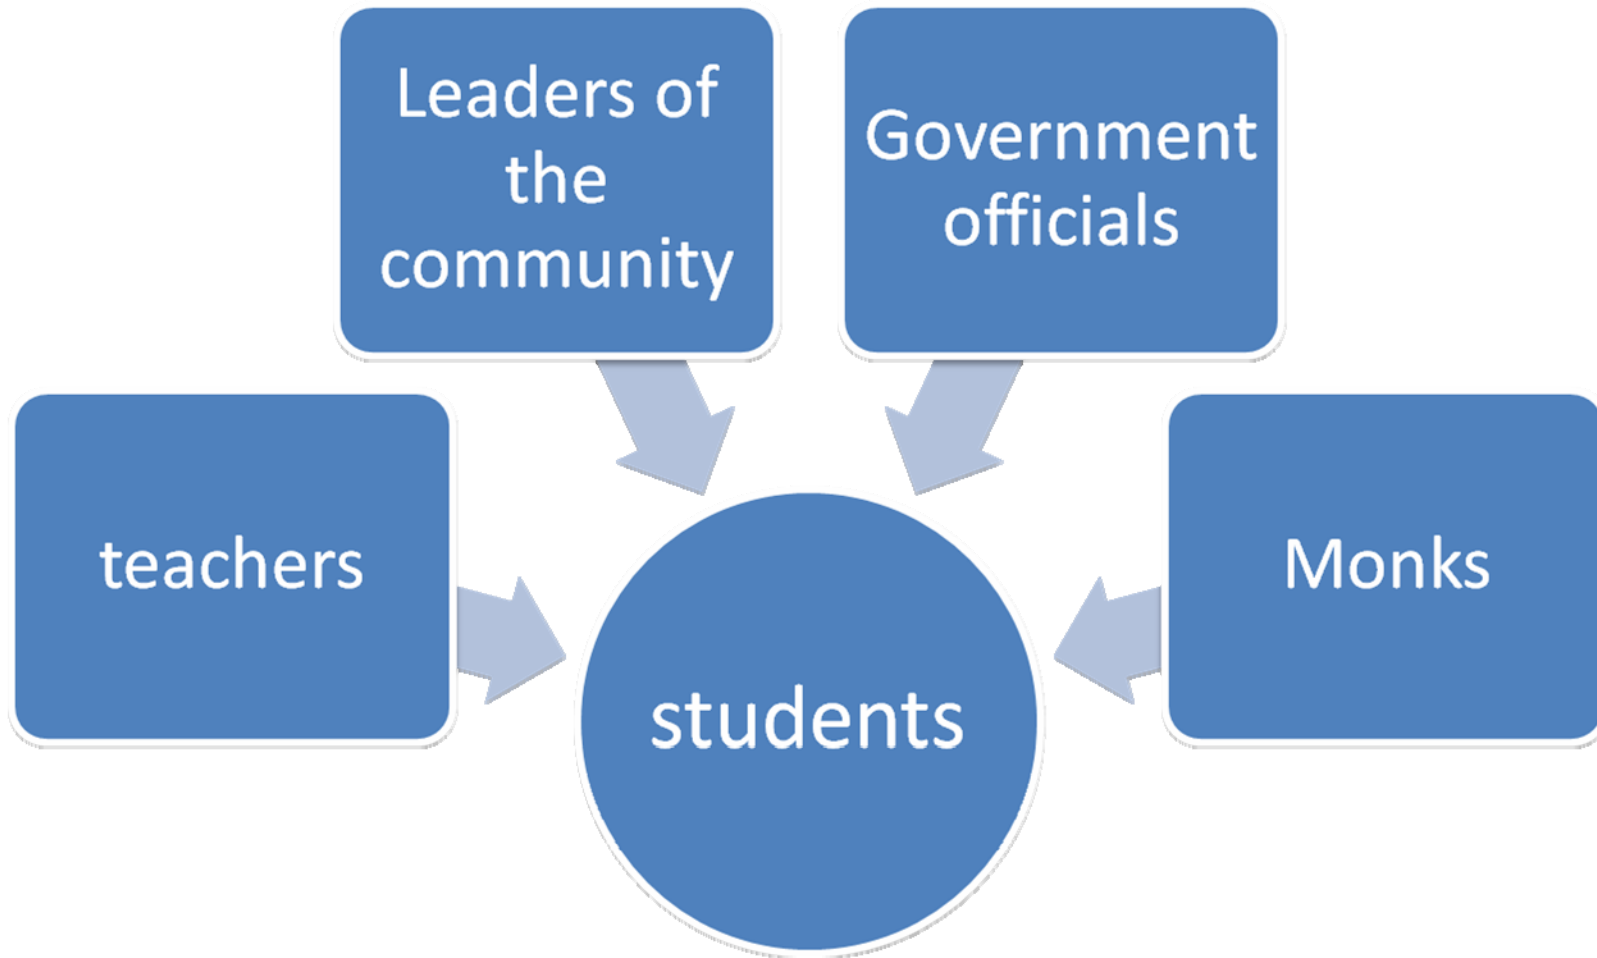 Leaders of
the
community
Government
officials
teachers
Monks
students